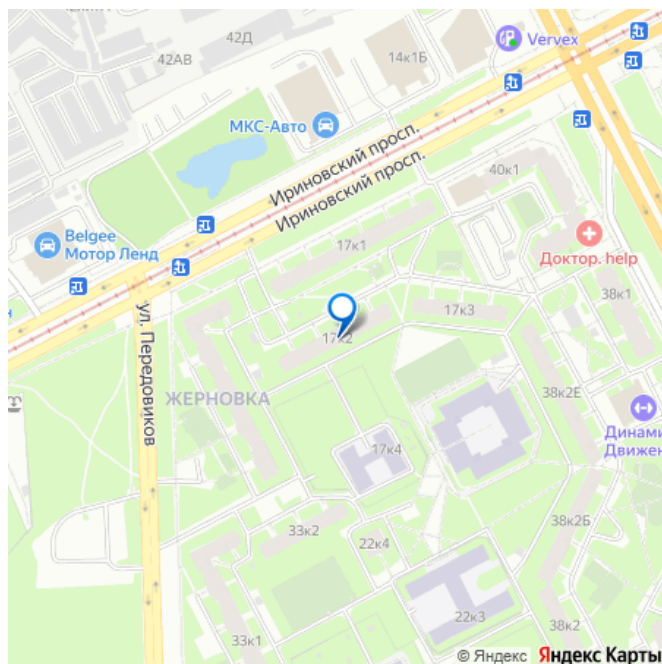 42Д
42АВ
14к1Б
Vervex
МКС-Авто
Ириновский просп.
Ириновский просп.
40к1
Belgee
Мотор Ленд
17к1
Доктор. help
38к1
17к3
17к2
ул. Передовиков
ЖЕРНОВКА
38к2Е
Динами
Движен
17к4
33к2
22к4
38к2Б
22к3
33к1
38к2
© Яндекс Яндекс Карты